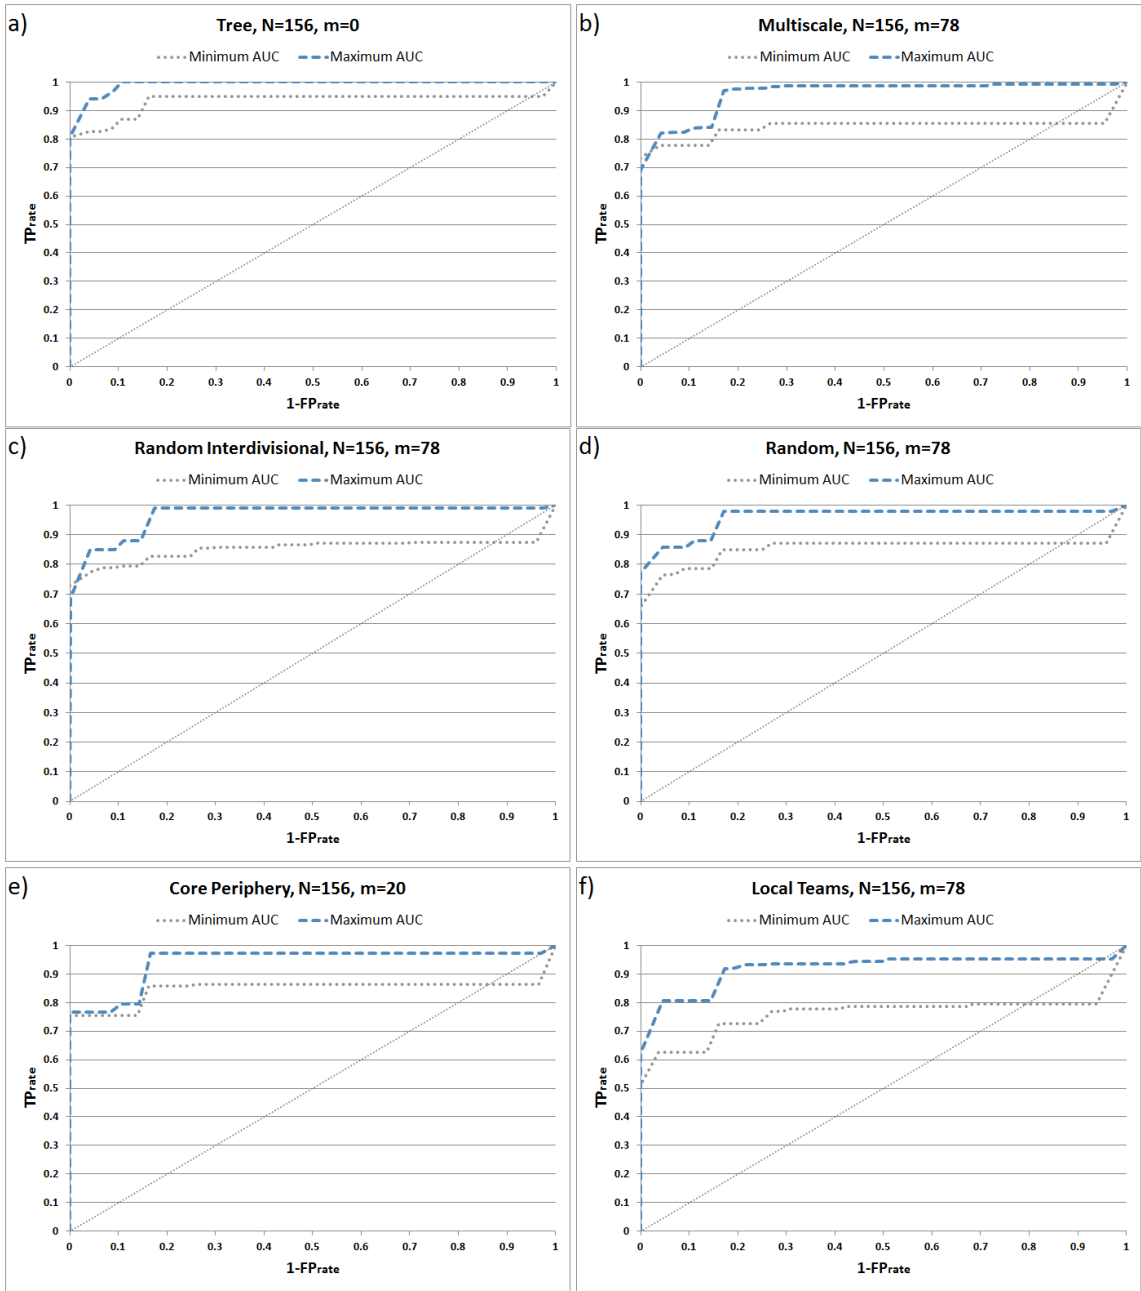 a)
Tree, N=156, m=0
Minimum AUC
Maximum AUC
1
0.9
0.8
0.7
0.6
0.5
0.4
0.3
0.2
0.1
0
TPrate
0 0.1 0.2 0.3 0.4 0.5 0.6 0.7 0.8 0.9 1
1-FPrate
b)
Multiscale, N=156, m=78
Minimum AUC
Maximum AUC
1
0.9
0.8
0.7
0.6
0.5
0.4
0.3
0.2
0.1
0
TPrate
0 0.1 0.2 0.3 0.4 0.5 0.6 0.7 0.8 0.9 1
1-FPrate
c)
Random Interdivisional, N=156, m=78
Minimum AUC
Maximum AUC
1
0.9
0.8
0.7
0.6
0.5
0.4
0.3
0.2
0.1
0
TPrate
0 0.1 0.2 0.3 0.4 0.5 0.6 0.7 0.8 0.9 1
1-FPrate
d)
Random, N=156, m=78
Minimum AUC
Maximum AUC
1
0.9
0.8
0.7
0.6
0.5
0.4
0.3
0.2
0.1
0
TPrate
0 0.1 0.2 0.3 0.4 0.5 0.6 0.7 0.8 0.9 1
1-FPrate
e)
Core Periphery, N=156, m=20
Minimum AUC
Maximum AUC
1
0.9
0.8
0.7
0.6
0.5
0.4
0.3
0.2
0.1
0
TPrate
0 0.1 0.2 0.3 0.4 0.5 0.6 0.7 0.8 0.9 1
1-FPrate
f)
Local Teams, N=156, m=78
Minimum AUC
Maximum AUC
1
0.9
0.8
0.7
0.6
0.5
0.4
0.3
0.2
0.1
0
TPrate
0 0.1 0.2 0.3 0.4 0.5 0.6 0.7 0.8 0.9 1
1-FPrate